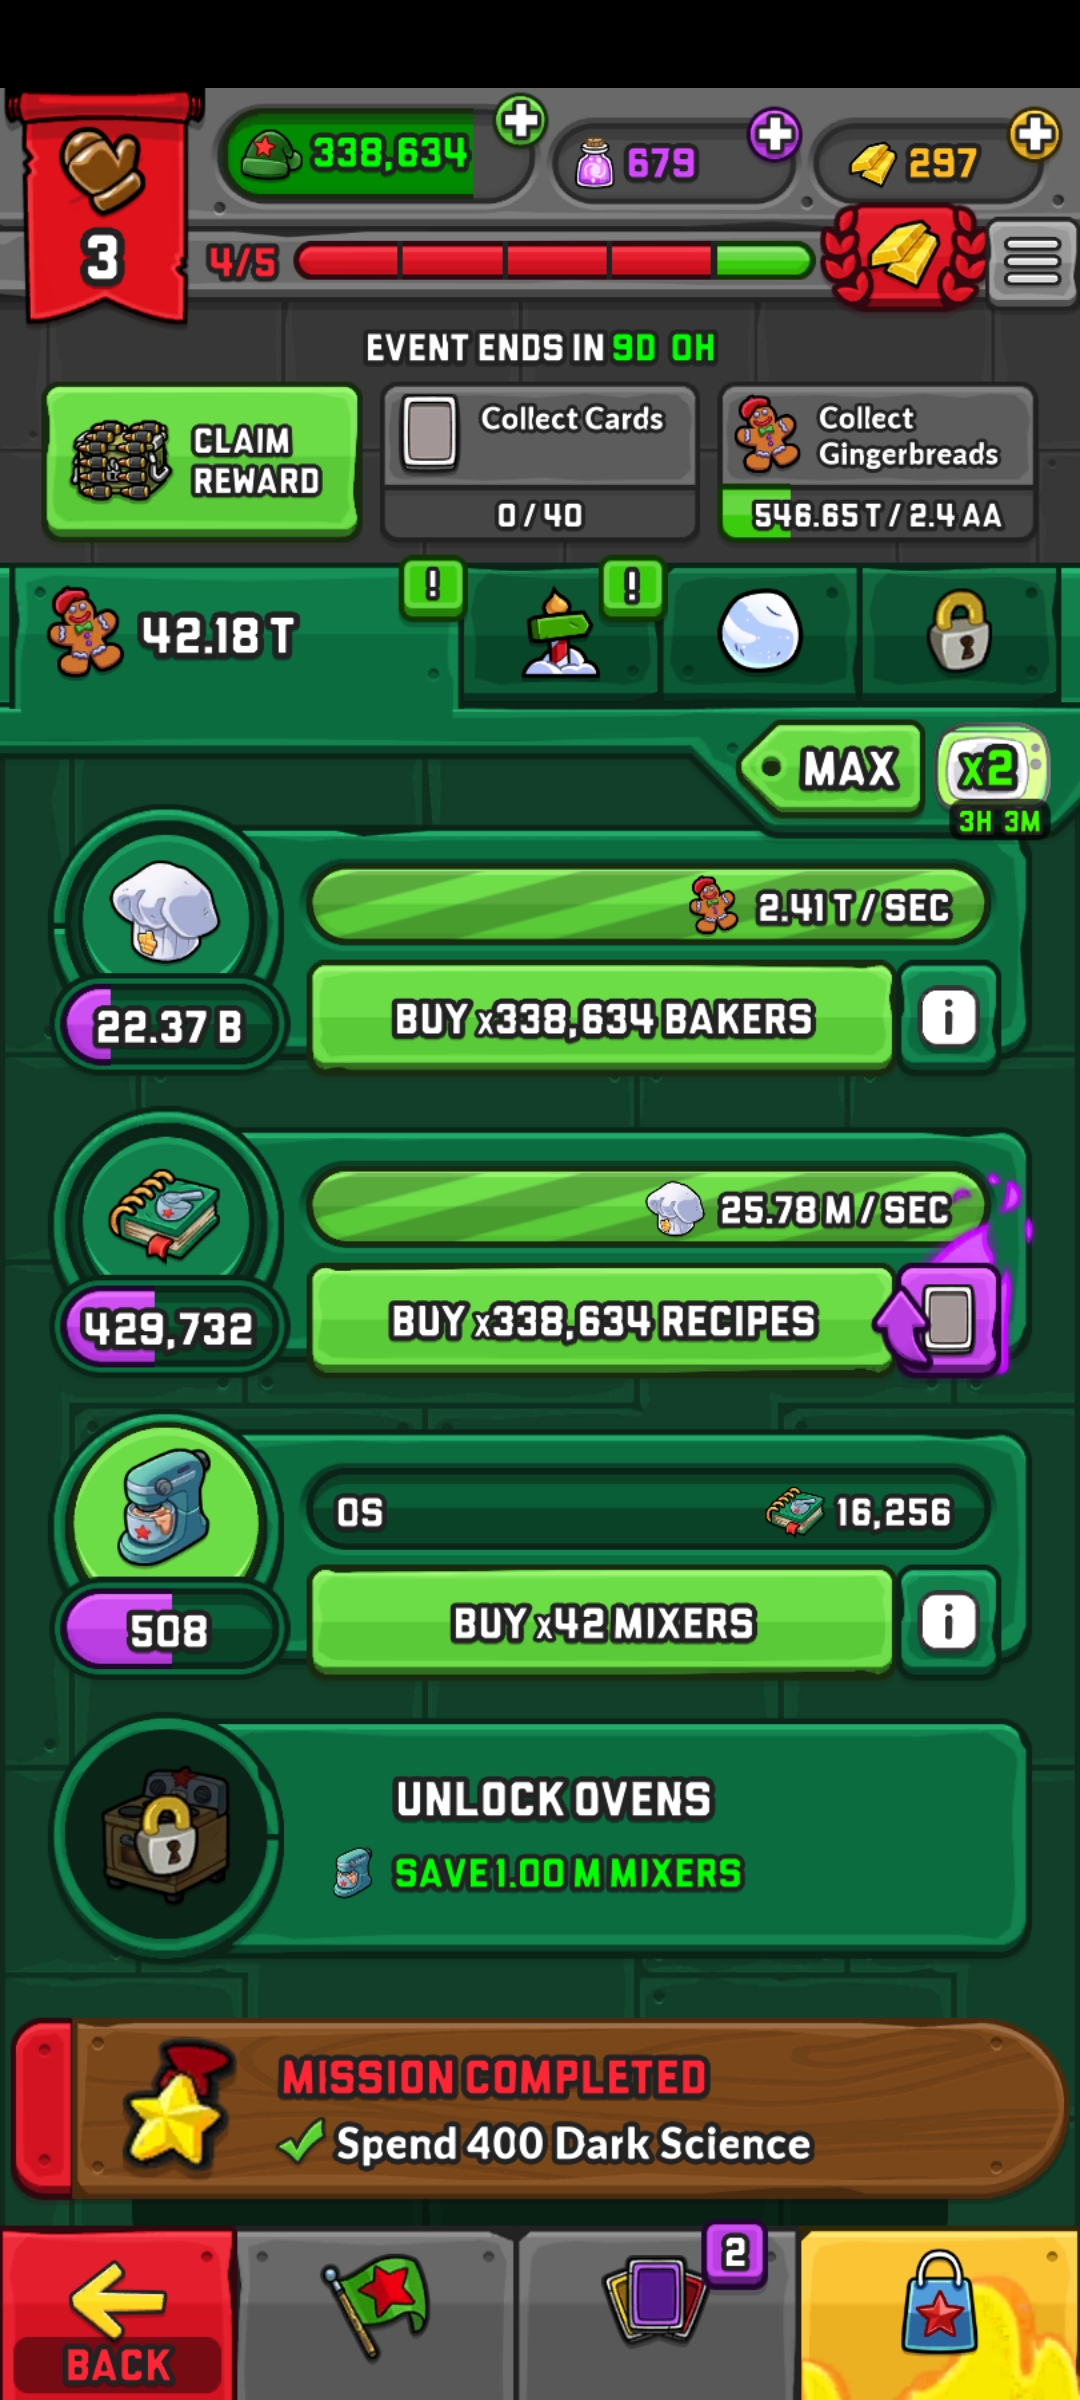 338,634
679
297
3
4/5
EVENT ENDS IN 9D 0H
CLAIM
REWARD
Collect Cards
0 / 40
Collect
Gingerbreads
546.65 T / 2.4 AA
42.18 T
!
!
MAX
x2
3H 3M
2.41 T / SEC
22.37 B
BUY x338,634 BAKERS
i
25.78 M / SEC
429,732
BUY x338,634 RECIPES
0S
16,256
508
BUY x42 MIXERS
i
UNLOCK OVENS
SAVE 1.00 M MIXERS
MISSION COMPLETED
Spend 400 Dark Science
2
BACK